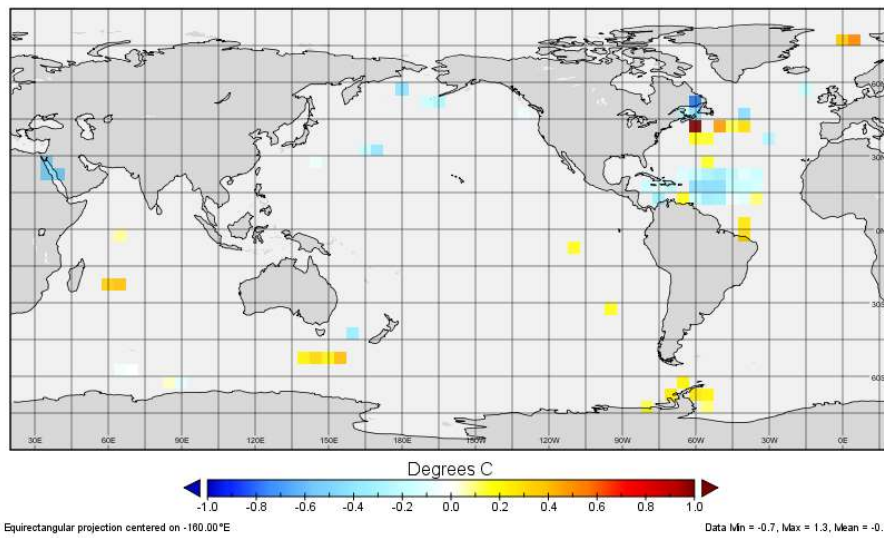 60N
30N
0N
30S
60S
30E 60E 90E 120E 150E 180E 150W 120W 90W 60W 30W 0E
Degrees C
-1.0 -0.8 -0.6 -0.4 -0.2 0.0 0.2 0.4 0.6 0.8 1.0
Equirectangular projection centered on -160.00°E Data Min = -0.7, Max = 1.3, Mean = -0.